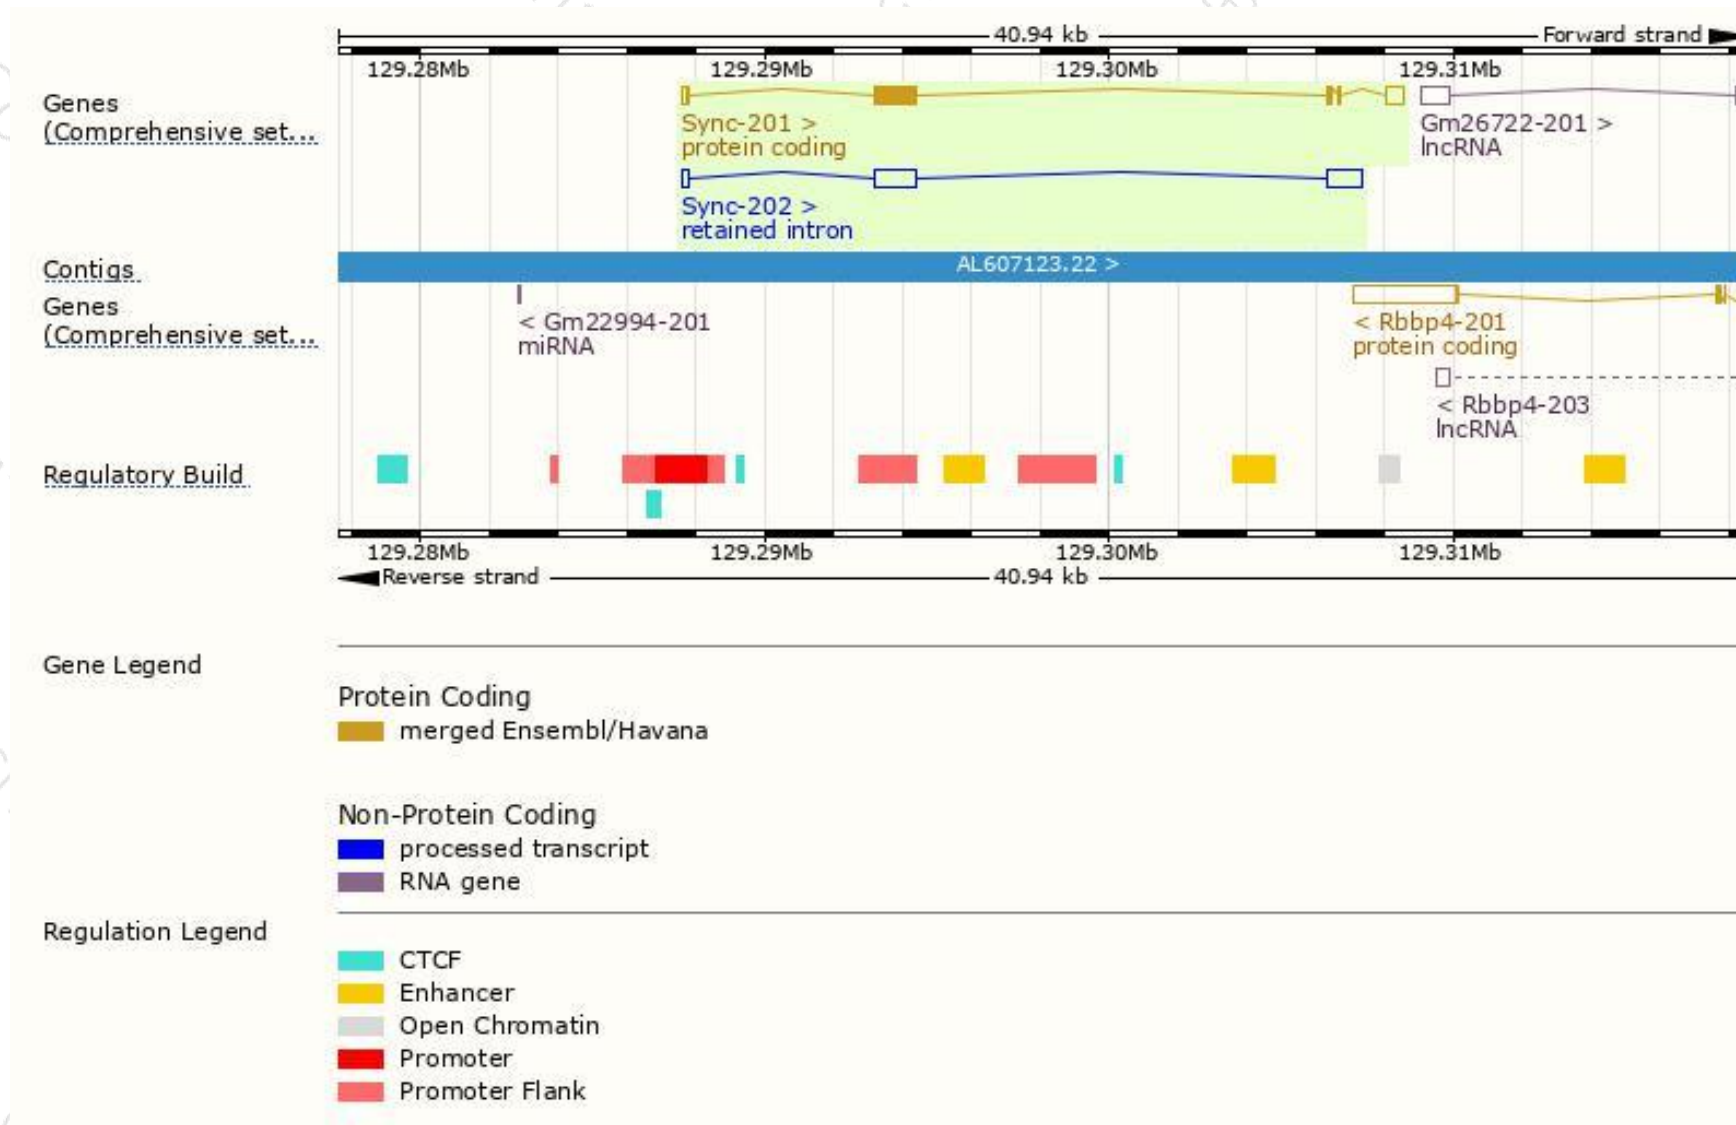 40.94 kb
Forward strand
129.28Mb 129.29Mb 129.30Mb 129.31Mb
Genes
(Comprehensive set...
Sync-201 >
protein coding
Gm26722-201 >
lncRNA
Sync-202 >
retained intron
Contigs
AL607123.22 >
Genes
(Comprehensive set...
< Gm22994-201
miRNA
< Rbbp4-201
protein coding
< Rbbp4-203
lncRNA
Regulatory Build
129.28Mb 129.29Mb 129.30Mb 129.31Mb
Reverse strand
40.94 kb
Gene Legend
Protein Coding
merged Ensembl/Havana
Non-Protein Coding
processed transcript
RNA gene
Regulation Legend
CTCF
Enhancer
Open Chromatin
Promoter
Promoter Flank